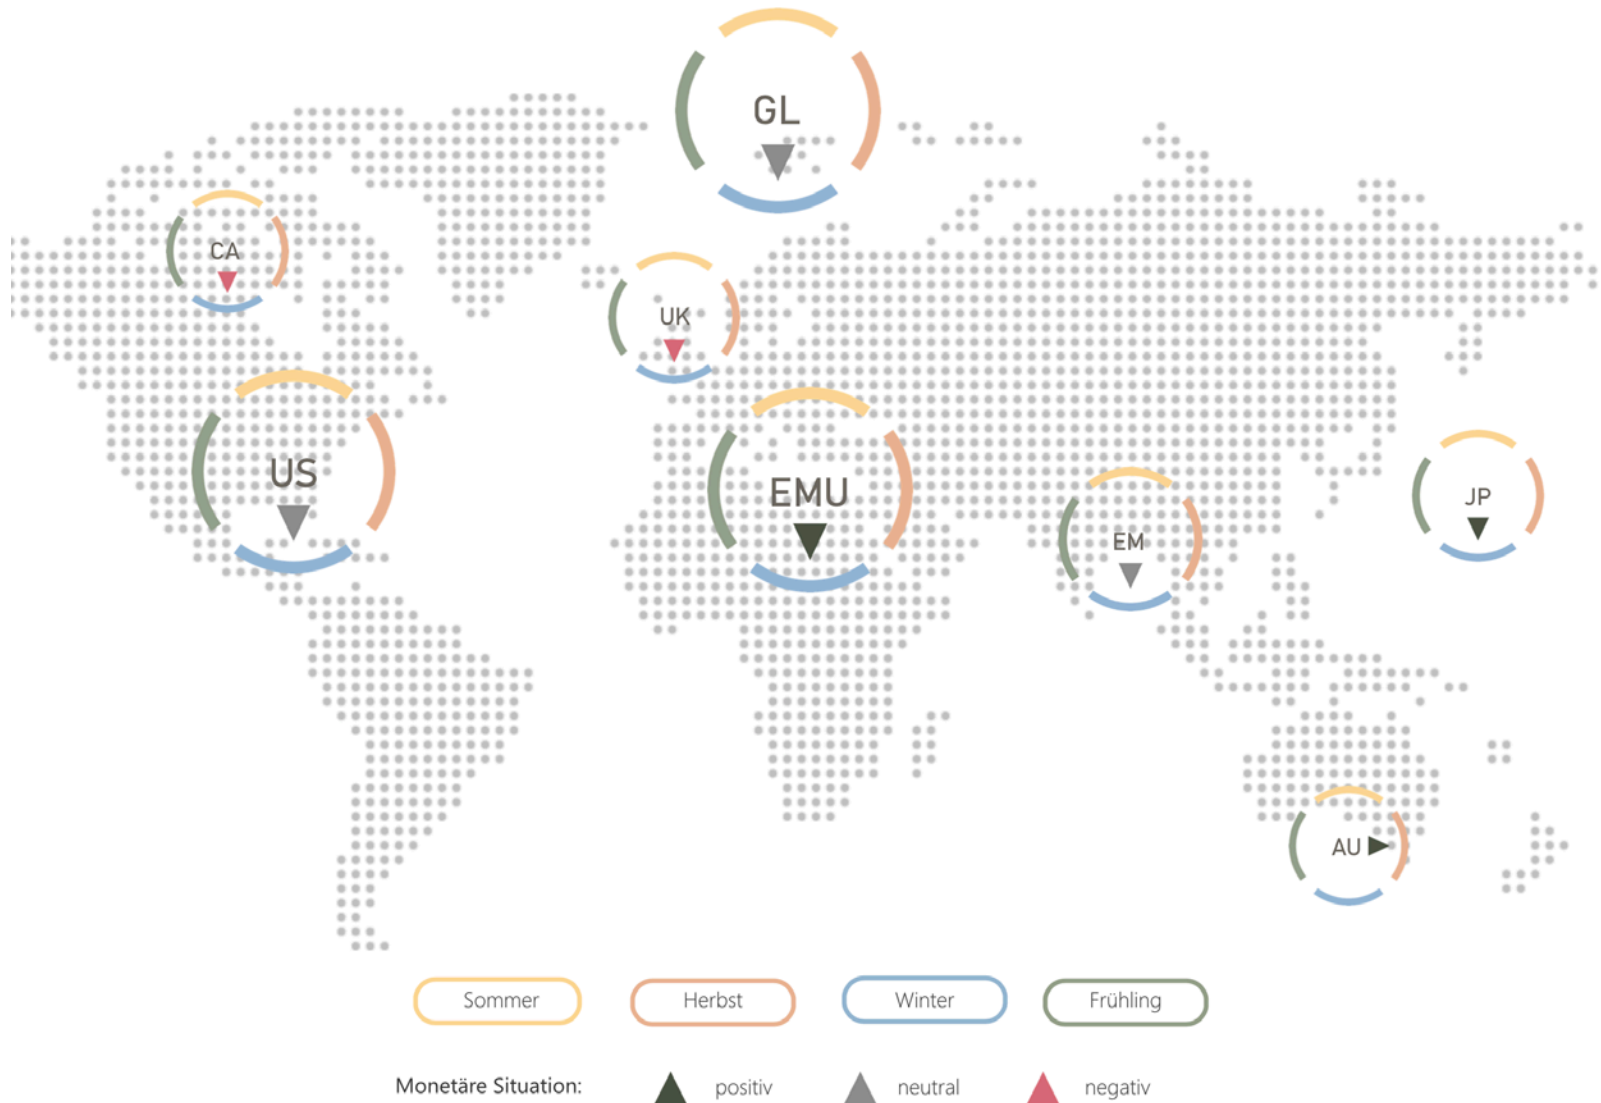 GL
CA
UK
US
EMU
JP
EM
AU
Sommer
Herbst
Winter
Frühling
Monetäre Situation:
positiv
neutral
negativ